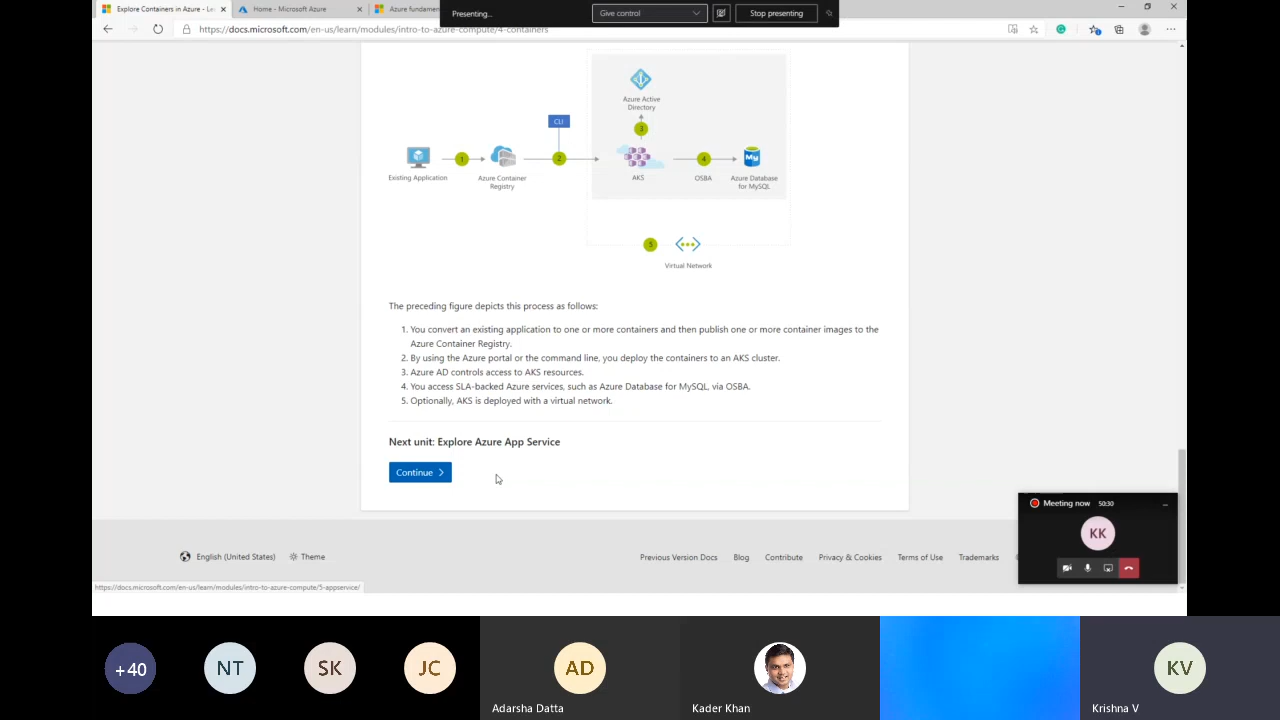 Explore Containers in Azure - Le
Home - Microsoft Azure
Azure fundamen
Presenting...
Give control
Stop presenting
https://docs.microsoft.com/en-us/learn/modules/intro-to-azure-compute/4-containers
Azure Active
Directory
CLI
3
1
2
4
My
Existing Application
Azure Container
Registry
AKS
OSBA
Azure Database
for MySQL
5
Virtual Network
The preceding figure depicts this process as follows:
1. You convert an existing application to one or more containers and then publish one or more container images to the
Azure Container Registry.
2. By using the Azure portal or the command line, you deploy the containers to an AKS cluster.
3. Azure AD controls access to AKS resources.
4. You access SLA-backed Azure services, such as Azure Database for MySQL, via OSBA.
5. Optionally, AKS is deployed with a virtual network.
Next unit: Explore Azure App Service
Continue
Meeting now 50:30
KK
English (United States)
Theme
Previous Version Docs
Blog
Contribute
Privacy & Cookies
Terms of Use
Trademarks
https://docs.microsoft.com/en-us/learn/modules/intro-to-azure-compute/5-appservice/
+40
NT
SK
JC
AD
KV
Adarsha Datta
Kader Khan
Krishna V